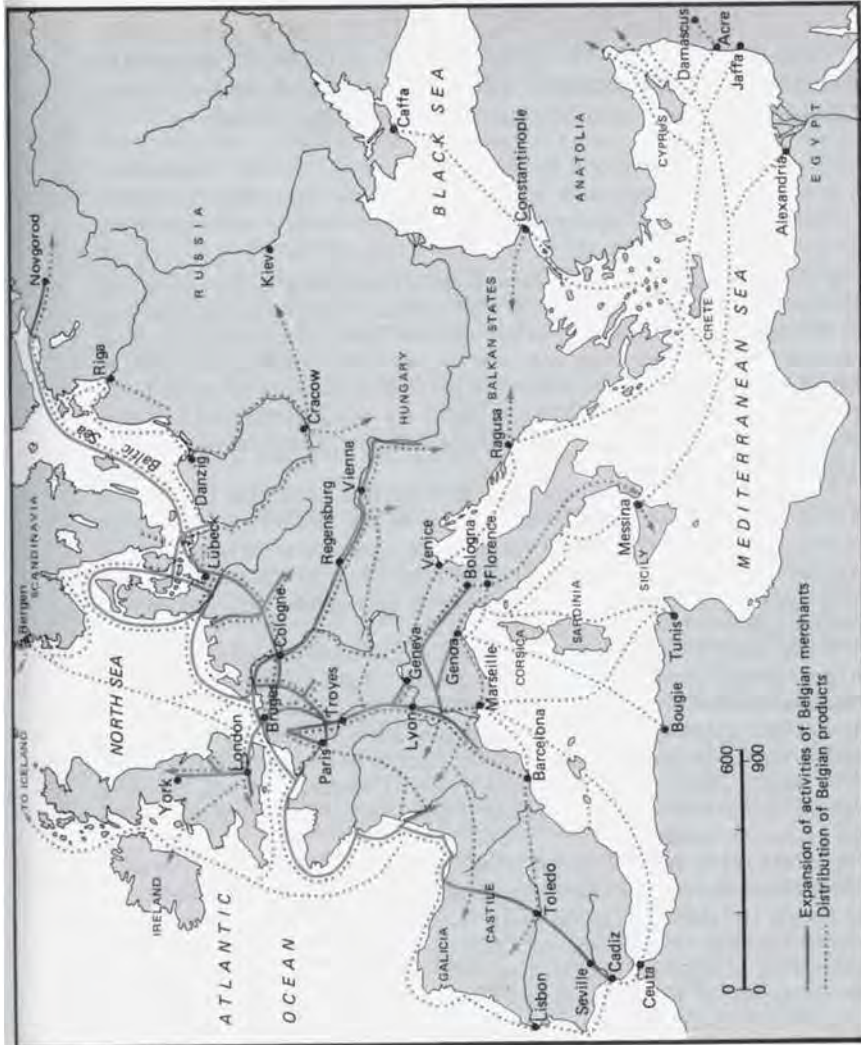 TO ICELAND
Bergen
SCANDINAVIA
Novgorod
NORTH SEA
Baltic
Sea
Riga
RUSSIA
IRELAND
York
London
Bruges
Lübeck
Danzig
Cologne
Cracow
Kiev
ATLANTIC
OCEAN
Paris
Troyes
Regensburg
Vienna
HUNGARY
Caffa
BLACK SEA
Geneva
Lyon
Venice
Bologna
Genoa
Florence
Marseille
BALKAN STATES
Ragusa
Constantinople
ANATOLIA
GALICIA
CASTILE
Toledo
Barcelona
CORSICA
SARDINIA
Lisbon
Seville
Cadiz
Ceuta
Bougie
Tunis
Messina
SICILY
CRETE
CYPRUS
MEDITERRANEAN SEA
Damascus
Acre
Jaffa
Alexandria
EGYPT
0 600
0 900
Expansion of activities of Belgian merchants
Distribution of Belgian products